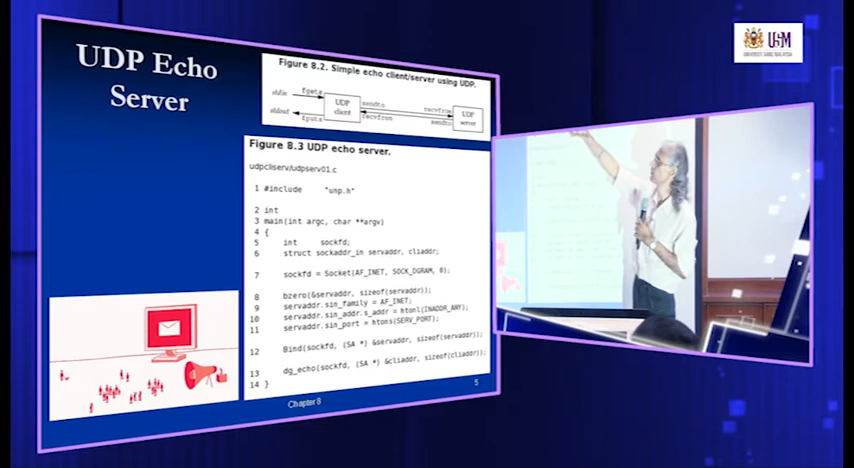 UDP Echo
Server
Figure 8.2. Simple echo client/server using UDP.
stdin
fgets
stdout
fputs
UDP
client
sendto
recvfrom
recvfrom
sendto
UDP
server
Figure 8.3 UDP echo server.
udpcliserv/udpserv01.c
1 #include "unp.h"
2 int
3 main(int argc, char **argv)
4 {
5 int sockfd;
6 struct sockaddr_in servaddr, cliaddr;
7 sockfd = Socket(AF_INET, SOCK_DGRAM, 0);
8 bzero(&servaddr, sizeof(servaddr));
9 servaddr.sin_family = AF_INET;
10 servaddr.sin_addr.s_addr = htonl(INADDR_ANY);
11 servaddr.sin_port = htons(SERV_PORT);
12 Bind(sockfd, (SA *) &servaddr, sizeof(servaddr));
13 dg_echo(sockfd, (SA *) &cliaddr, sizeof(cliaddr));
14 }
Chapter 8
5
USM
UNIVERSITI SAINS MALAYSIA